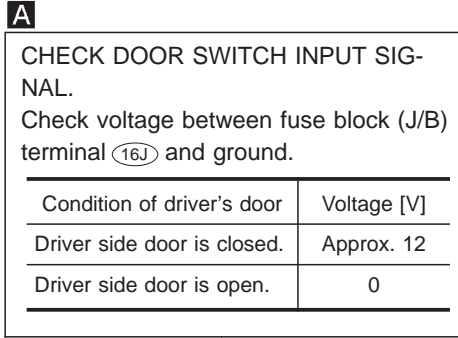 A
CHECK DOOR SWITCH INPUT SIG-
NAL.
Check voltage between fuse block (J/B)
terminal 16J and ground.
Condition of driver's door Voltage [V]
Driver side door is closed. Approx. 12
Driver side door is open. 0